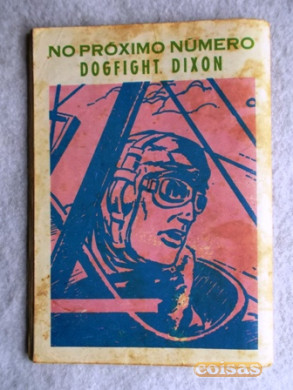 NO PRÓXIMO NÚMERO
DOGFIGHT DIXON
coisas